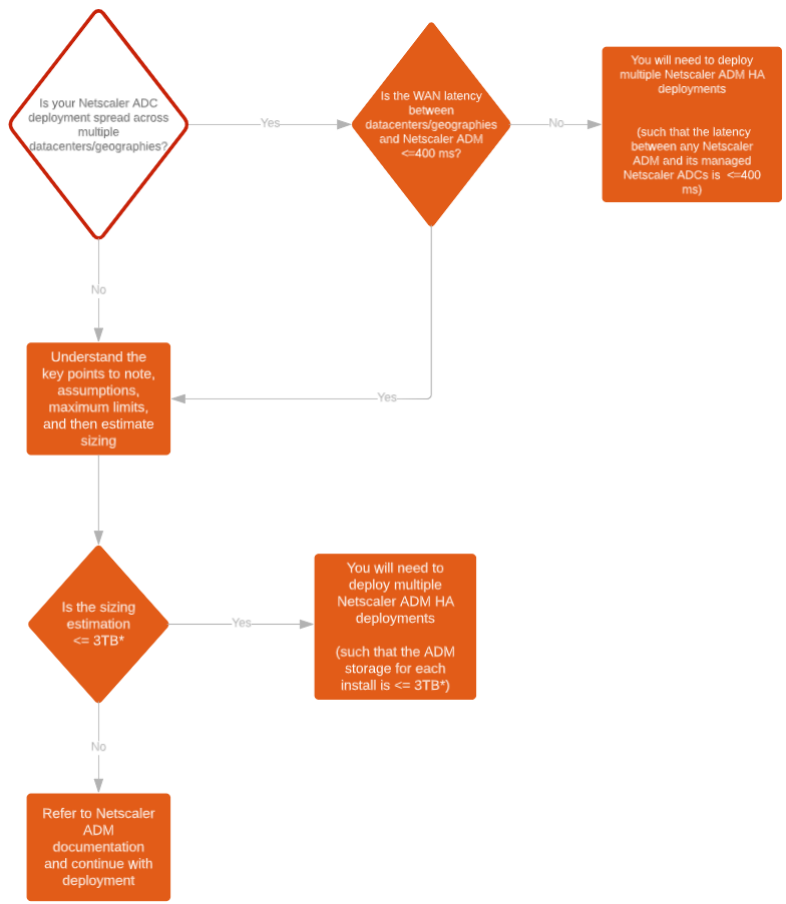 Is your Netscaler ADC
deployment spread across
multiple
datacenters/geographies?
Yes
Is the WAN latency
between
datacenters/geographies
and Netscaler ADM
<=400 ms?
No
You will need to deploy
multiple Netscaler ADM HA
deployments
(such that the latency
between any Netscaler
ADM and its managed
Netscaler ADCs is <=400
ms)
No
Yes
Understand the
key points to note,
assumptions,
maximum limits,
and then estimate
sizing
Is the sizing
estimation
<= 3TB*
Yes
You will need to
deploy multiple
Netscaler ADM HA
deployments
(such that the ADM
storage for each
install is <= 3TB*)
No
Refer to Netscaler
ADM
documentation
and continue with
deployment